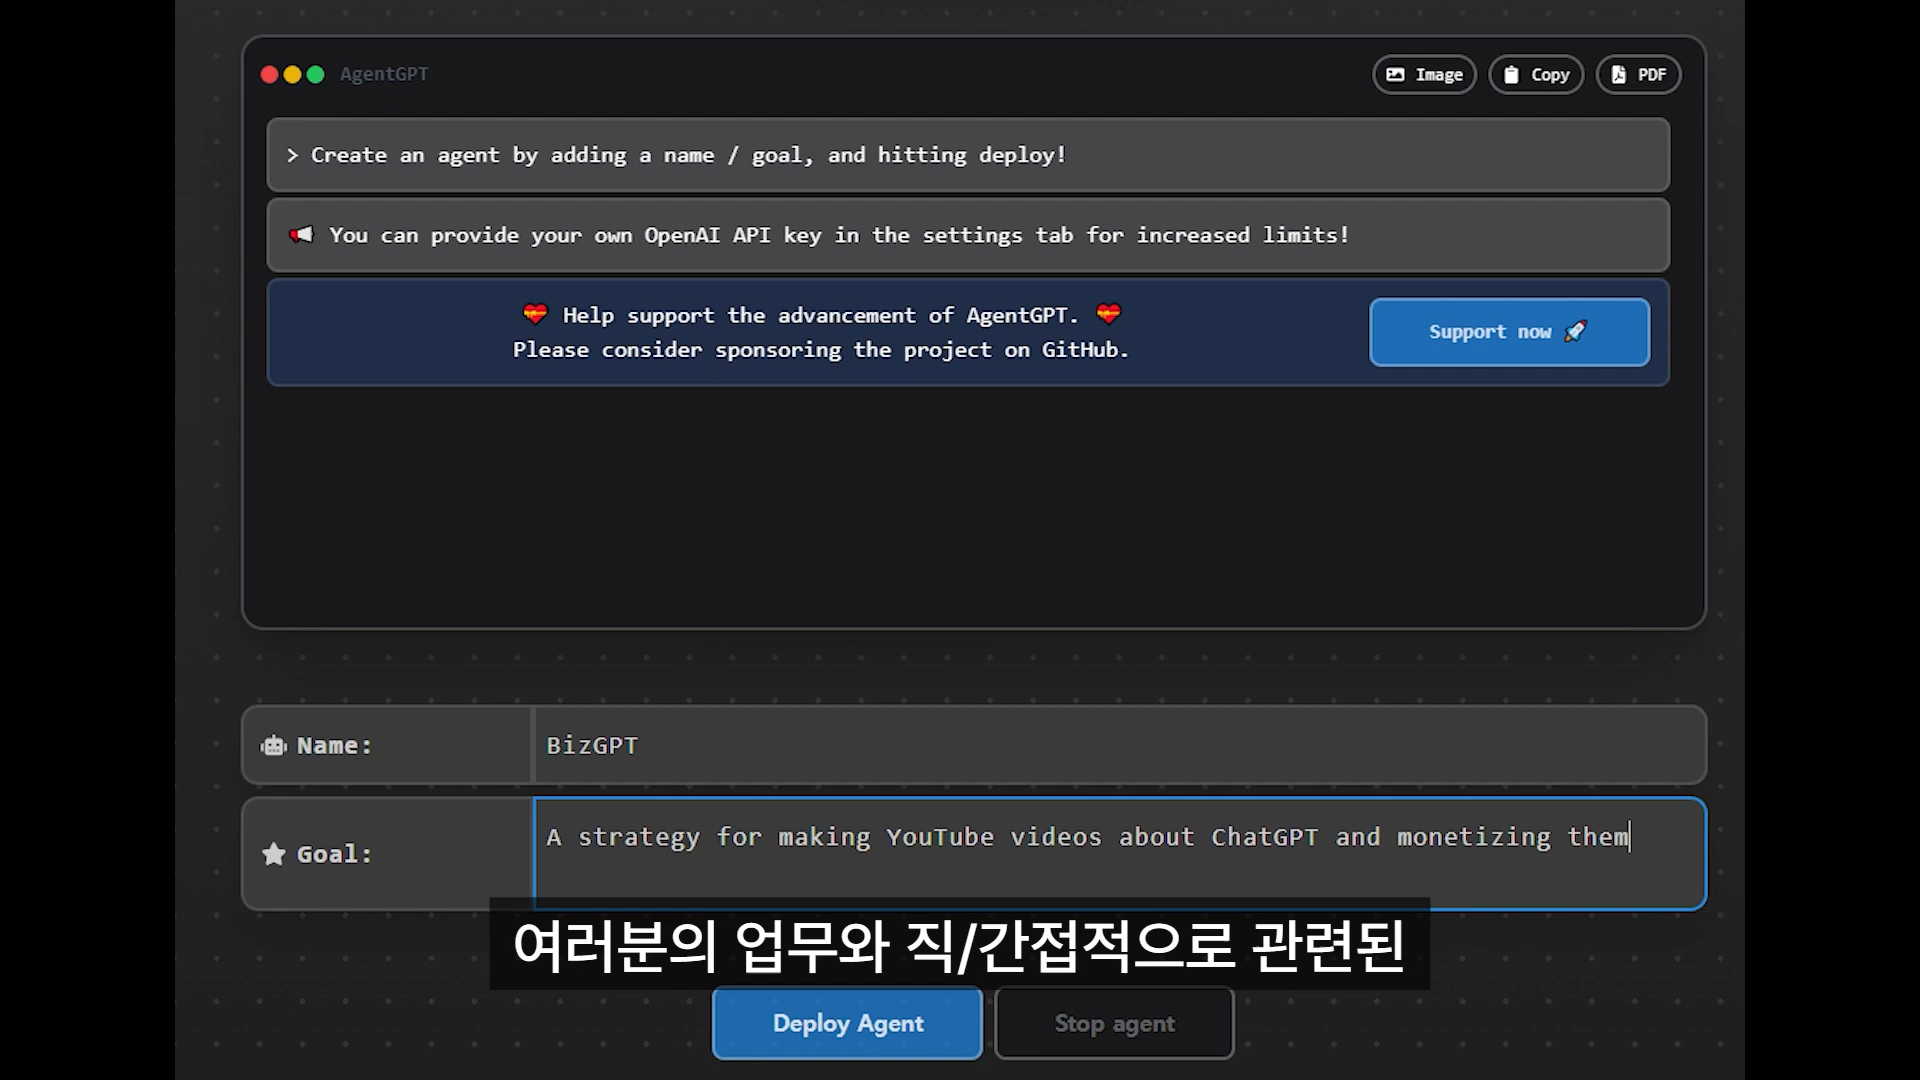 AgentGPT
Image
Copy
PDF
> Create an agent by adding a name / goal, and hitting deploy!
📢 You can provide your own OpenAI API key in the settings tab for increased limits!
💝 Help support the advancement of AgentGPT. 💝
Please consider sponsoring the project on GitHub.
Support now 🚀
Name:
BizGPT
Goal:
A strategy for making YouTube videos about ChatGPT and monetizing them
여러분의 업무와 직/간접적으로 관련된
Deploy Agent
Stop agent